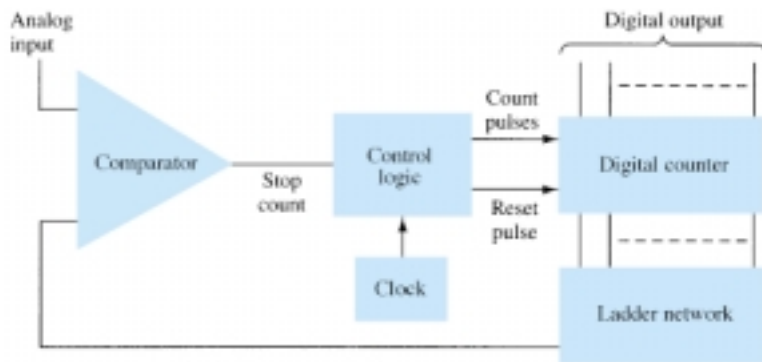 Analog
input
Digital output
Comparator
Stop
count
Control
logic
Count
pulses
Reset
pulse
Digital counter
Clock
Ladder network